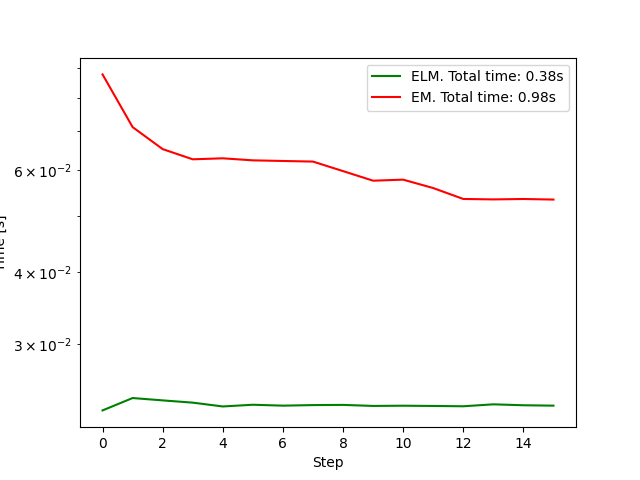 ELM. Total time: 0.38s
EM. Total time: 0.98s
6 × 10⁻²
4 × 10⁻²
3 × 10⁻²
[s]
0 2 4 6 8 10 12 14
Step